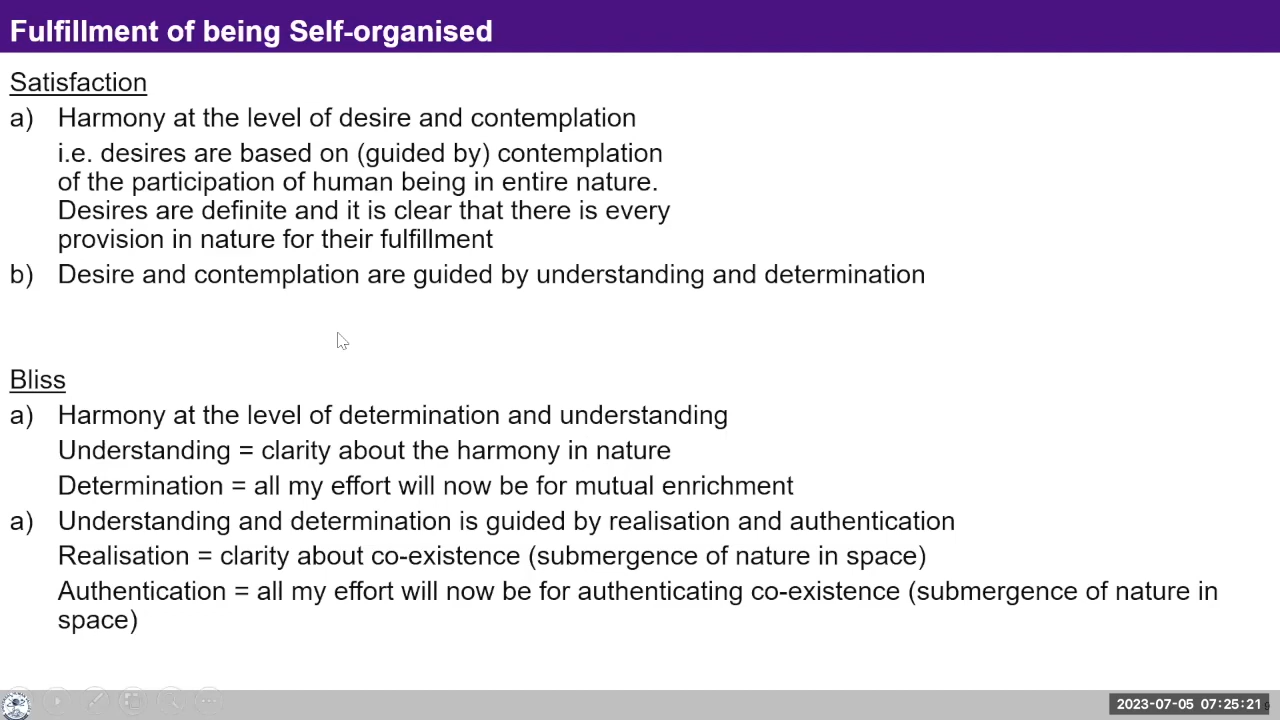 Fulfillment of being Self-organised
Satisfaction
a) Harmony at the level of desire and contemplation
i.e. desires are based on (guided by) contemplation
of the participation of human being in entire nature.
Desires are definite and it is clear that there is every
provision in nature for their fulfillment
b) Desire and contemplation are guided by understanding and determination
Bliss
a) Harmony at the level of determination and understanding
Understanding = clarity about the harmony in nature
Determination = all my effort will now be for mutual enrichment
a) Understanding and determination is guided by realisation and authentication
Realisation = clarity about co-existence (submergence of nature in space)
Authentication = all my effort will now be for authenticating co-existence (submergence of nature in
space)
2023-07-05 07:25:21